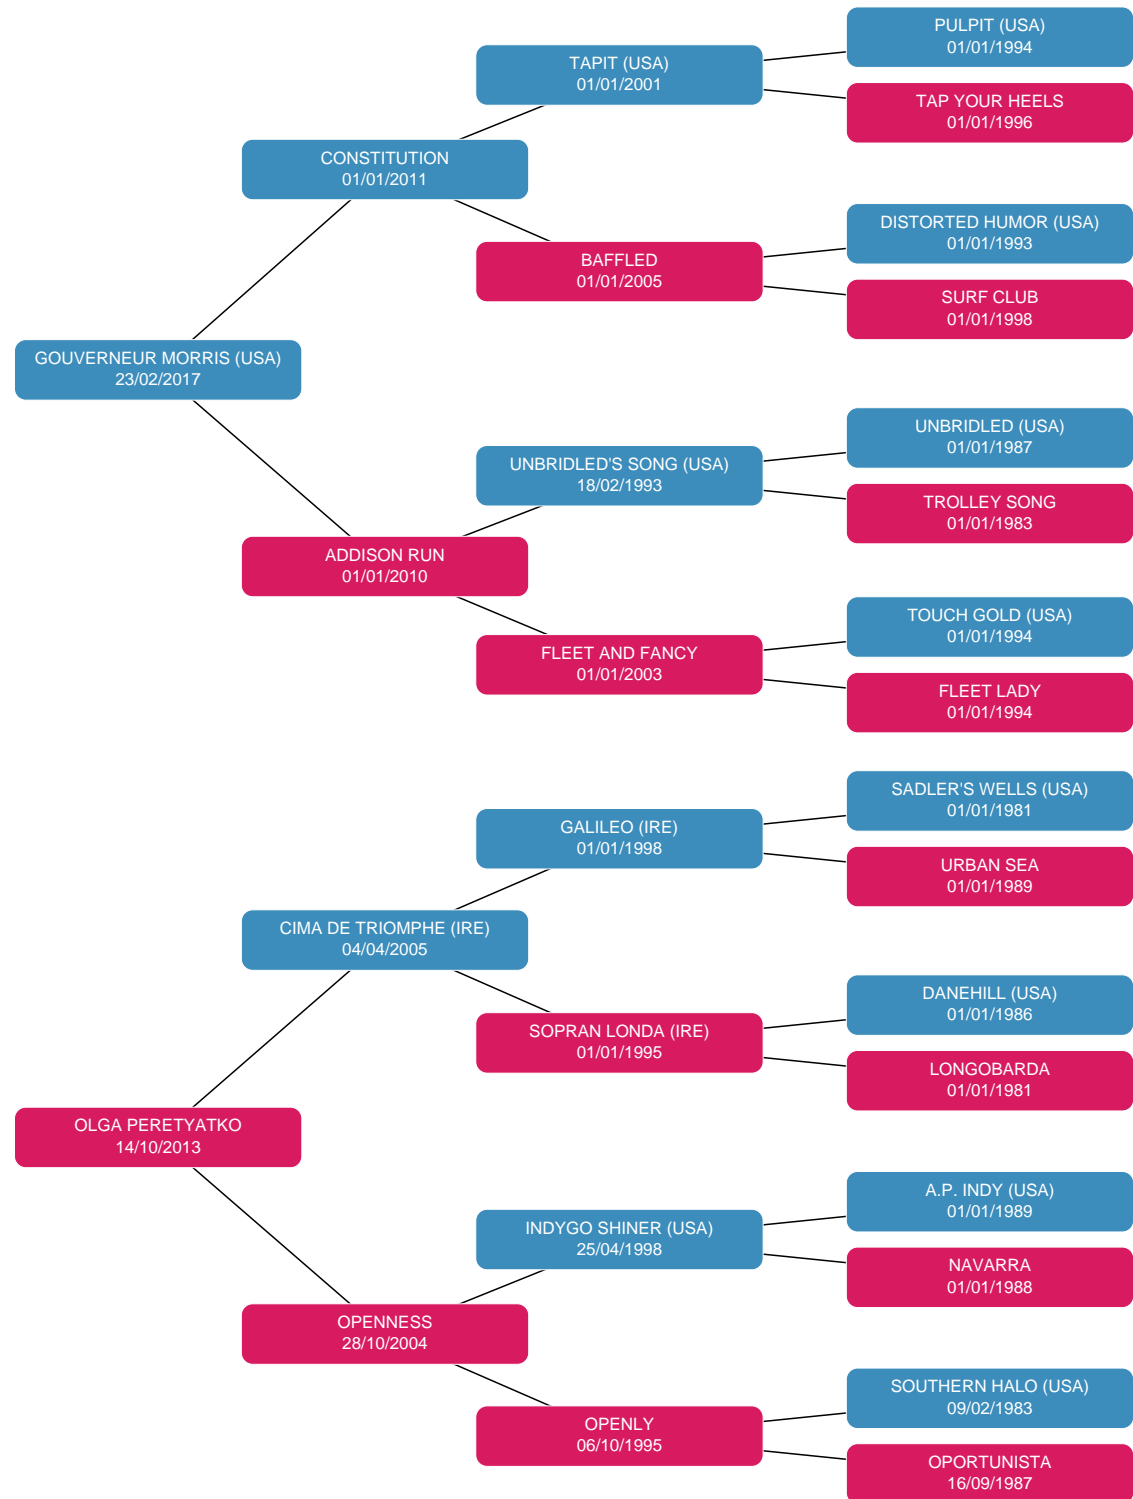 PULPIT (USA)
01/01/1994
TAPIT (USA)
01/01/2001
TAP YOUR HEELS
01/01/1996
CONSTITUTION
01/01/2011
DISTORTED HUMOR (USA)
01/01/1993
BAFFLED
01/01/2005
SURF CLUB
01/01/1998
GOUVERNEUR MORRIS (USA)
23/02/2017
UNBRIDLED (USA)
01/01/1987
UNBRIDLED'S SONG (USA)
18/02/1993
TROLLEY SONG
01/01/1983
ADDISON RUN
01/01/2010
TOUCH GOLD (USA)
01/01/1994
FLEET AND FANCY
01/01/2003
FLEET LADY
01/01/1994
SADLER'S WELLS (USA)
01/01/1981
GALILEO (IRE)
01/01/1998
URBAN SEA
01/01/1989
CIMA DE TRIOMPHE (IRE)
04/04/2005
DANEHILL (USA)
01/01/1986
SOPRAN LONDA (IRE)
01/01/1995
LONGOBARDA
01/01/1981
OLGA PERETYATKO
14/10/2013
A.P. INDY (USA)
01/01/1989
INDYGO SHINER (USA)
25/04/1998
NAVARRA
01/01/1988
OPENNESS
28/10/2004
SOUTHERN HALO (USA)
09/02/1983
OPENLY
06/10/1995
OPORTUNISTA
16/09/1987